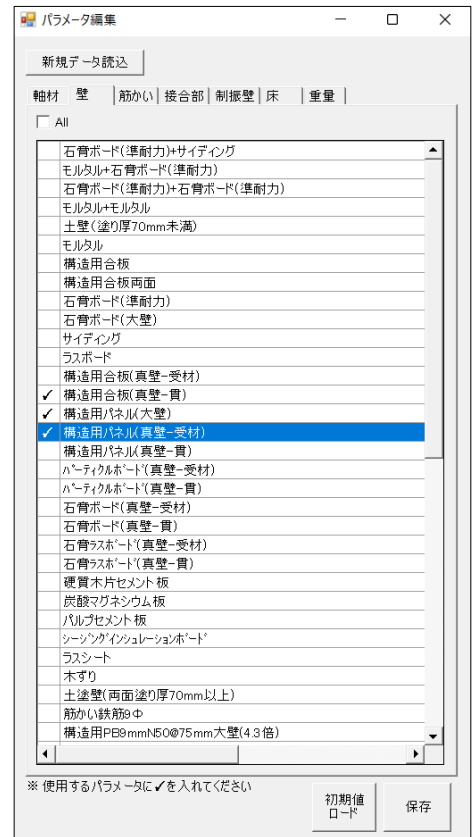 パラメータ編集
新規データ読込
軸材 壁 筋かい 接合部 制振壁 床 重量
All
石膏ボード(準耐力)+サイディング
モルタル+石膏ボード(準耐力)
石膏ボード(準耐力)+石膏ボード(準耐力)
モルタル+モルタル
土壁(塗り厚70mm未満)
モルタル
構造用合板
構造用合板両面
石膏ボード(準耐力)
石膏ボード(大壁)
サイディング
ラスボード
構造用合板(真壁-受材)
✓ 構造用合板(真壁-貫)
✓ 構造用パネル(大壁)
✓ 構造用パネル(真壁-受材)
構造用パネル(真壁-貫)
パーティクルボード(真壁-受材)
パーティクルボード(真壁-貫)
石膏ボード(真壁-受材)
石膏ボード(真壁-貫)
石膏ラスボード(真壁-受材)
石膏ラスボード(真壁-貫)
硬質木片セメント板
炭酸マグネシウム板
パルプセメント板
シージングインシュレーションボード
ラスシート
木ずり
土塗壁(両面塗り厚70mm以上)
筋かい鉄筋9Φ
構造用PB9mmN50@75mm大壁(4.3倍)
※ 使用するパラメータに✓を入れてください
初期値
ロード
保存